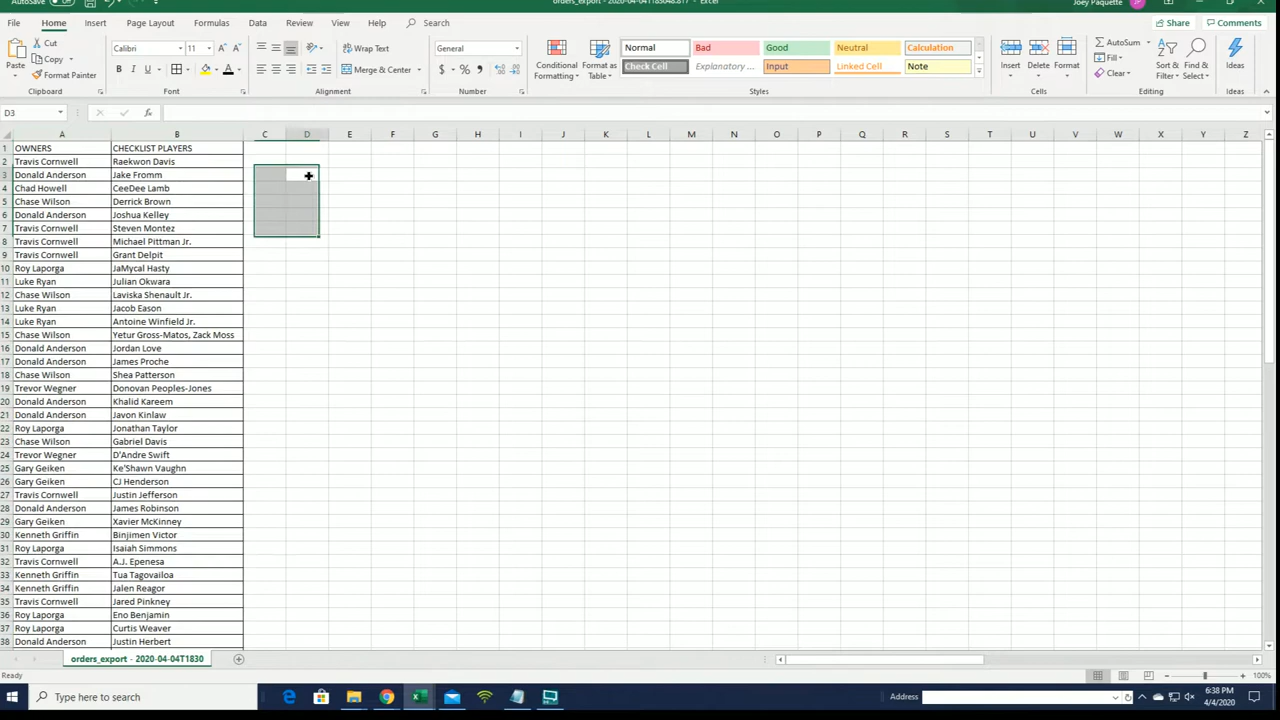 AutoSave Off orders_export - 2020-04-04T183048.817 - Excel Joey Paquette JP
File Home Insert Page Layout Formulas Data Review View Help Search Share Comments
Paste Cut Copy Format Painter Clipboard
Calibri 11 A A B I U A Font
Wrap Text Merge & Center Alignment
General $ % , Number
Conditional Formatting Format as Table
Normal Bad Good Neutral Calculation
Check Cell Explanatory ... Input Linked Cell Note
Styles
Insert Delete Format Cells
AutoSum Fill Clear Sort & Filter Find & Select Editing
Ideas Ideas
D3 fx
A B C D E F G H I J K L M N O P Q R S T U V W X Y Z
1 OWNERS CHECKLIST PLAYERS
2 Travis Cornwell Raekwon Davis
3 Donald Anderson Jake Fromm
4 Chad Howell CeeDee Lamb
5 Chase Wilson Derrick Brown
6 Donald Anderson Joshua Kelley
7 Travis Cornwell Steven Montez
8 Travis Cornwell Michael Pittman Jr.
9 Travis Cornwell Grant Delpit
10 Roy Laporga JaMycal Hasty
11 Luke Ryan Julian Okwara
12 Chase Wilson Laviska Shenault Jr.
13 Luke Ryan Jacob Eason
14 Luke Ryan Antoine Winfield Jr.
15 Chase Wilson Yetur Gross-Matos, Zack Moss
16 Donald Anderson Jordan Love
17 Donald Anderson James Proche
18 Chase Wilson Shea Patterson
19 Trevor Wegner Donovan Peoples-Jones
20 Donald Anderson Khalid Kareem
21 Donald Anderson Javon Kinlaw
22 Roy Laporga Jonathan Taylor
23 Chase Wilson Gabriel Davis
24 Trevor Wegner D'Andre Swift
25 Gary Geiken Ke'Shawn Vaughn
26 Gary Geiken CJ Henderson
27 Travis Cornwell Justin Jefferson
28 Donald Anderson James Robinson
29 Gary Geiken Xavier McKinney
30 Kenneth Griffin Binjimen Victor
31 Roy Laporga Isaiah Simmons
32 Travis Cornwell A.J. Epenesa
33 Kenneth Griffin Tua Tagovailoa
34 Kenneth Griffin Jalen Reagor
35 Travis Cornwell Jared Pinkney
36 Roy Laporga Eno Benjamin
37 Roy Laporga Curtis Weaver
38 Donald Anderson Justin Herbert
orders_export - 2020-04-04T1830
Ready 100%
Type here to search Address 6:38 PM
4/4/2020